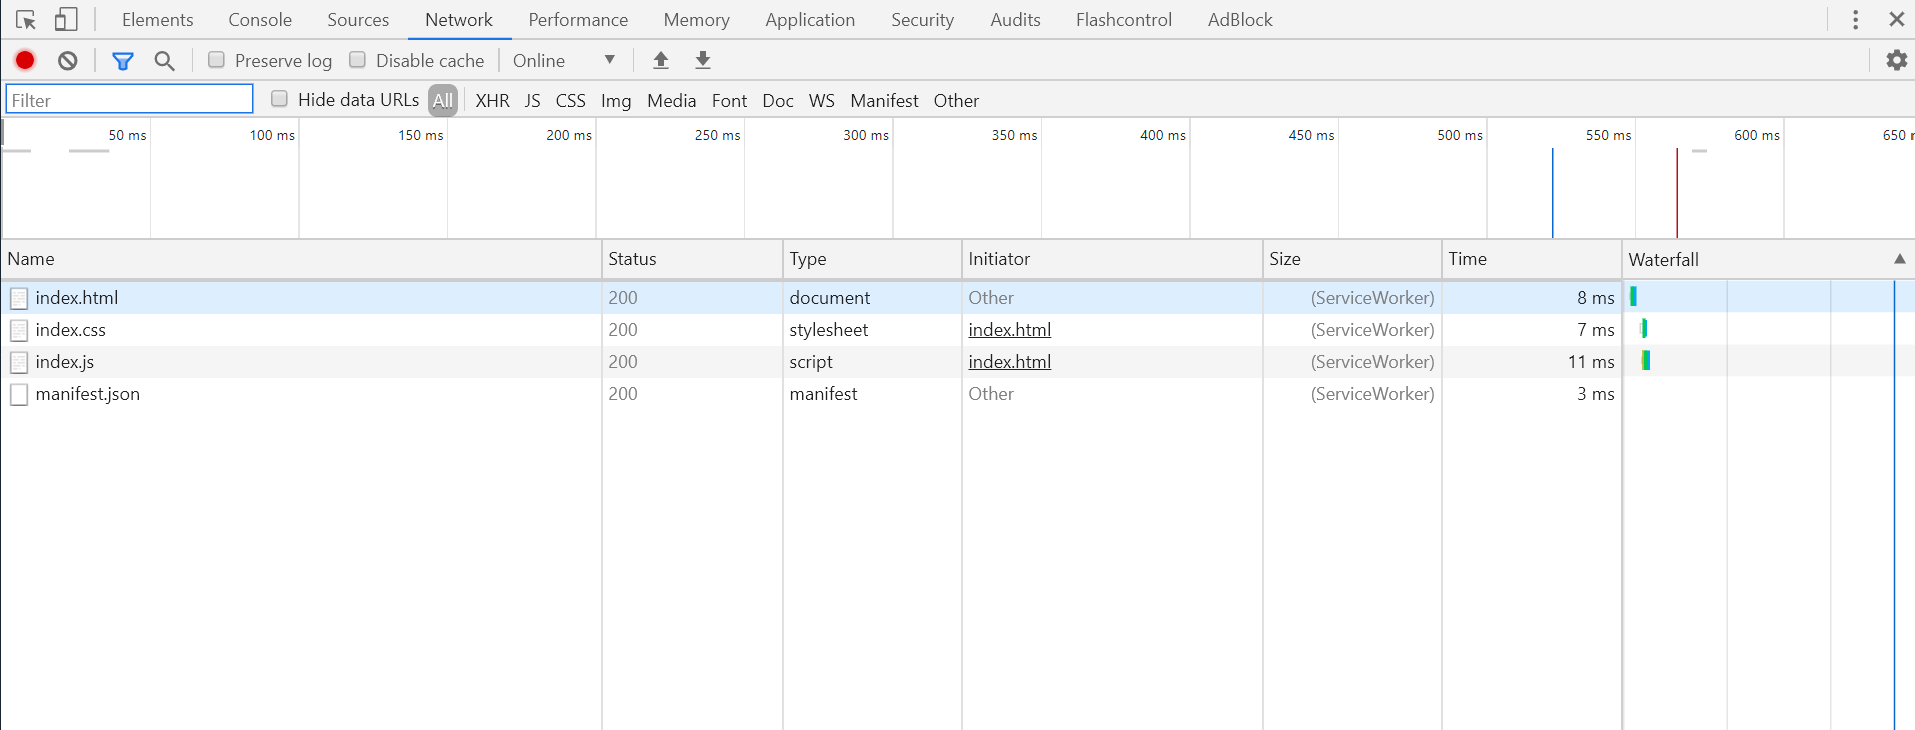 Elements Console Sources Network Performance Memory Application Security Audits Flashcontrol AdBlock
Preserve log Disable cache Online
Filter Hide data URLs All XHR JS CSS Img Media Font Doc WS Manifest Other
50 ms 100 ms 150 ms 200 ms 250 ms 300 ms 350 ms 400 ms 450 ms 500 ms 550 ms 600 ms 650
Name Status Type Initiator Size Time Waterfall
index.html 200 document Other (ServiceWorker) 8 ms
index.css 200 stylesheet index.html (ServiceWorker) 7 ms
index.js 200 script index.html (ServiceWorker) 11 ms
manifest.json 200 manifest Other (ServiceWorker) 3 ms